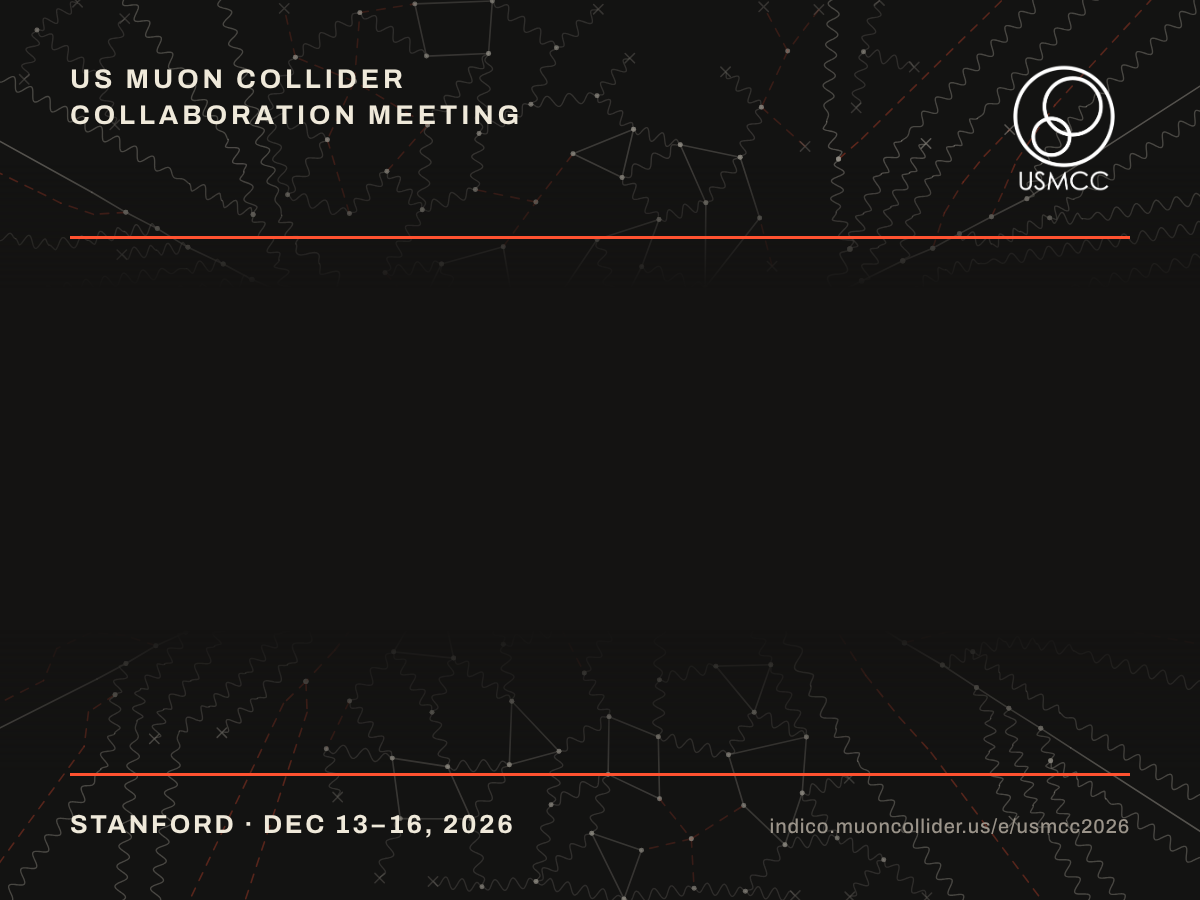 US MUON COLLIDER
COLLABORATION MEETING
USMCC
STANFORD · DEC 13–16, 2026
indico.muoncollider.us/e/usmcc2026